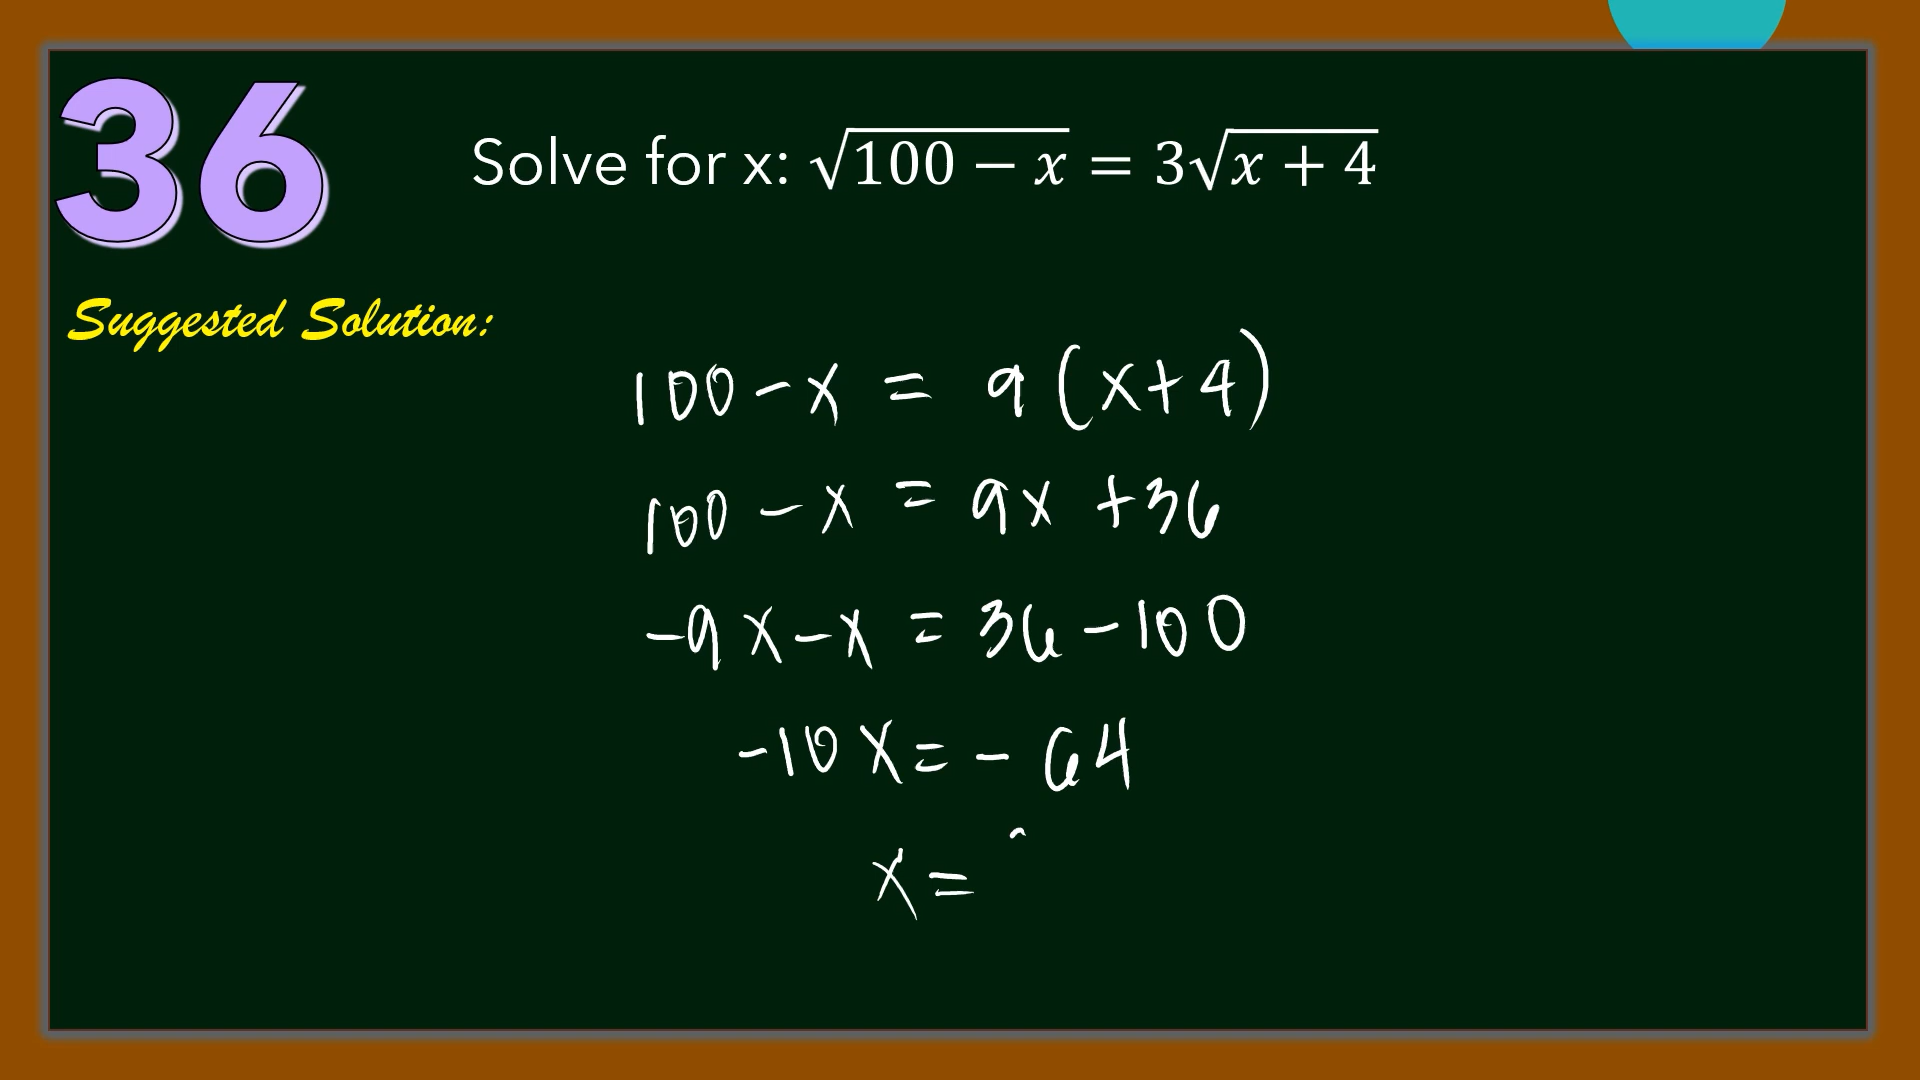 36
Solve for x: √100 − x = 3√x + 4
Suggested Solution:
100 - x = 9 (x+4)
100 - x = 9x +36
-9x-x = 36-100
-10x = - 64
x =